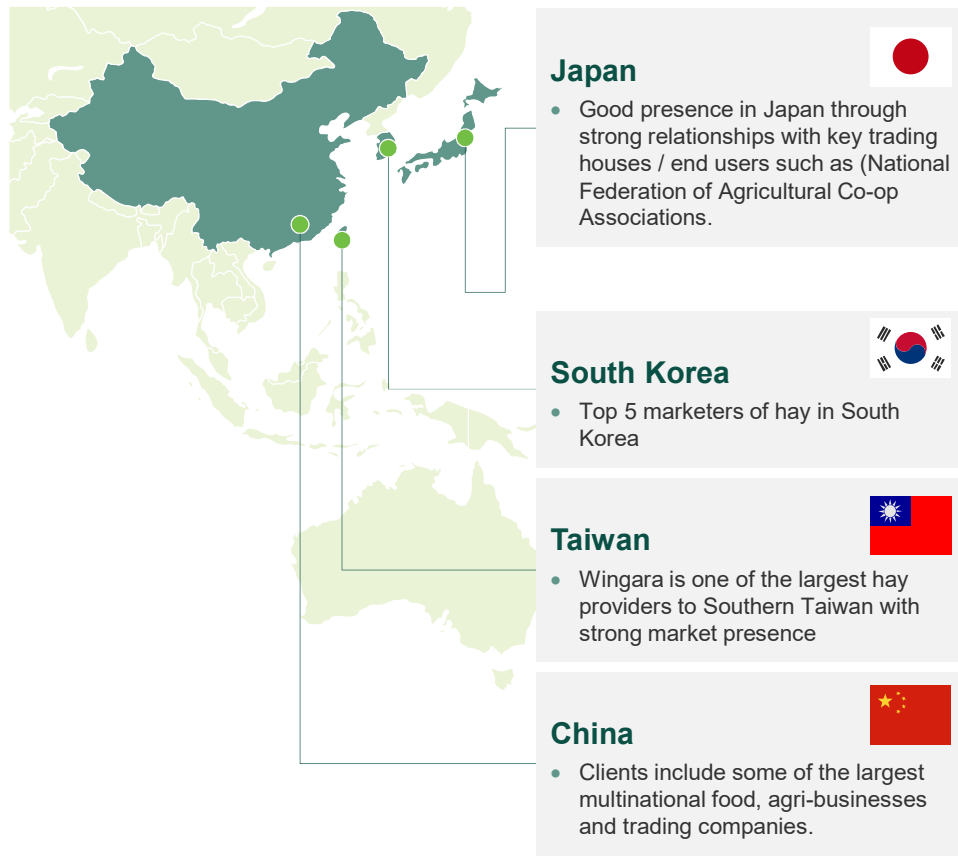 Japan
• Good presence in Japan through
strong relationships with key trading
houses / end users such as (National
Federation of Agricultural Co-op
Associations.
South Korea
• Top 5 marketers of hay in South
Korea
Taiwan
• Wingara is one of the largest hay
providers to Southern Taiwan with
strong market presence
China
• Clients include some of the largest
multinational food, agri-businesses
and trading companies.